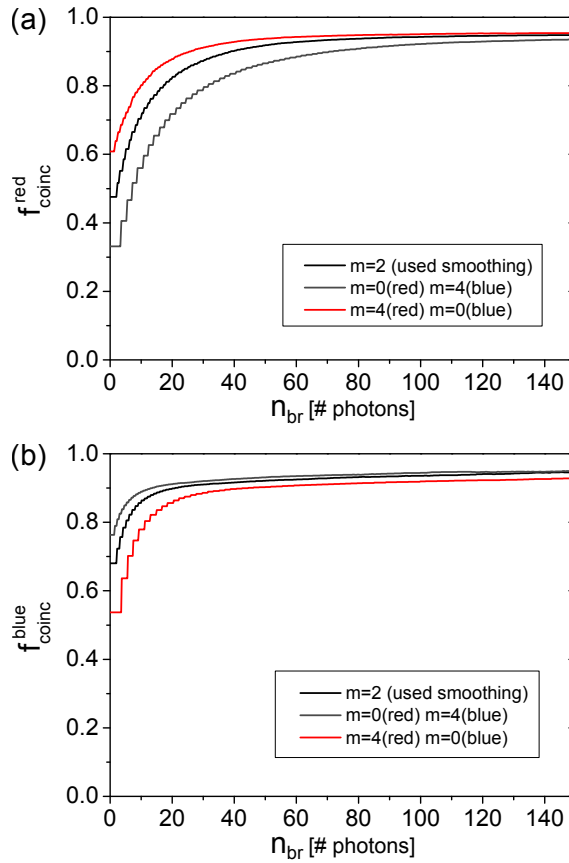 (a)
1.0
0.8
0.6
0.4
0.2
0.0
f red coinc
m=2 (used smoothing)
m=0(red) m=4(blue)
m=4(red) m=0(blue)
0 20 40 60 80 100 120 140
n br [# photons]
(b)
1.0
0.8
0.6
0.4
0.2
0.0
f blue coinc
m=2 (used smoothing)
m=0(red) m=4(blue)
m=4(red) m=0(blue)
0 20 40 60 80 100 120 140
n br [# photons]